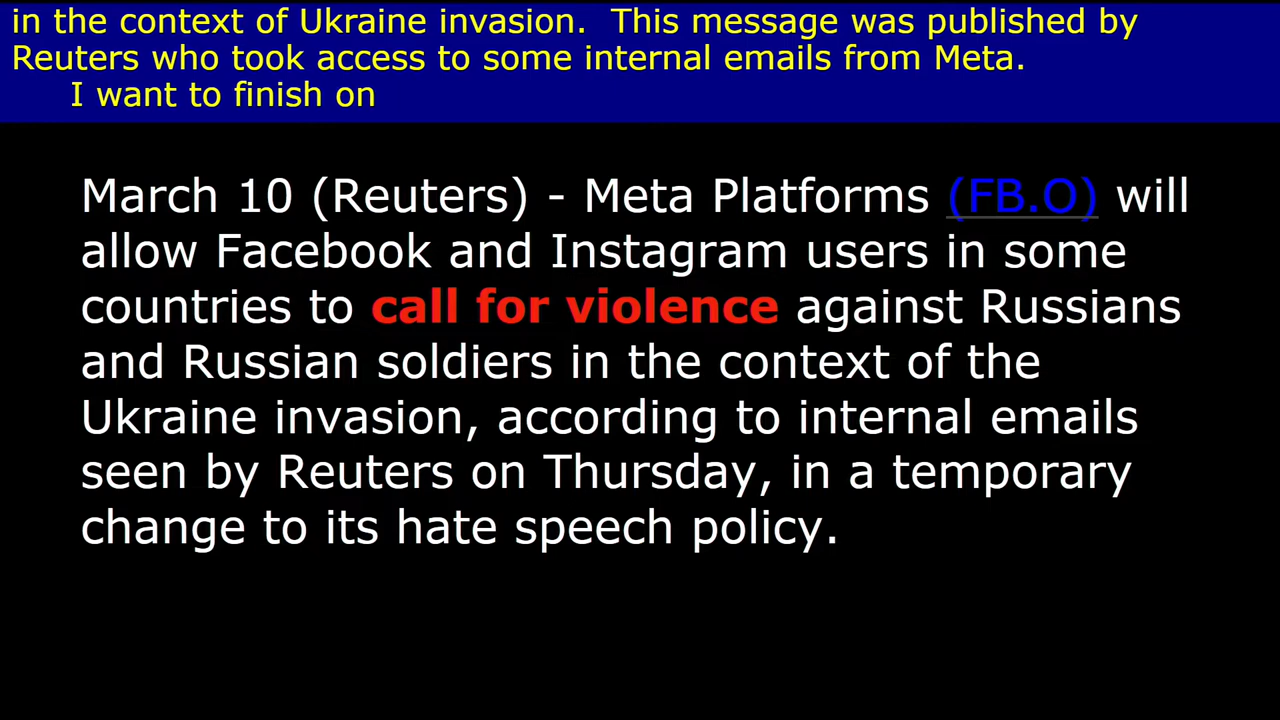 in the context of Ukraine invasion.  This message was published by
Reuters who took access to some internal emails from Meta.
I want to finish on
March 10 (Reuters) - Meta Platforms (FB.O) will
allow Facebook and Instagram users in some
countries to call for violence against Russians
and Russian soldiers in the context of the
Ukraine invasion, according to internal emails
seen by Reuters on Thursday, in a temporary
change to its hate speech policy.